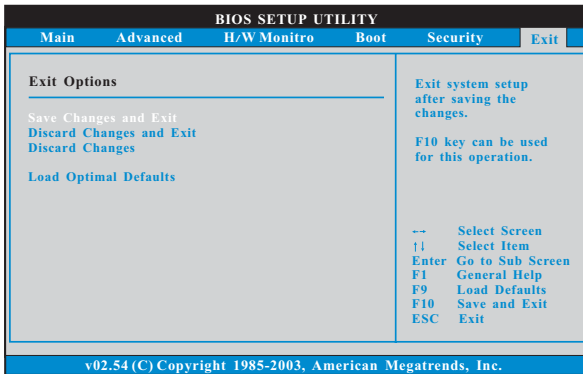 BIOS SETUP UTILITY
Main Advanced H/W Monitro Boot Security Exit
Exit Options
Save Changes and Exit
Discard Changes and Exit
Discard Changes
Load Optimal Defaults
Exit system setup
after saving the
changes.
F10 key can be used
for this operation.
←→ Select Screen
↑↓ Select Item
Enter Go to Sub Screen
F1 General Help
F9 Load Defaults
F10 Save and Exit
ESC Exit
v02.54 (C) Copyright 1985-2003, American Megatrends, Inc.